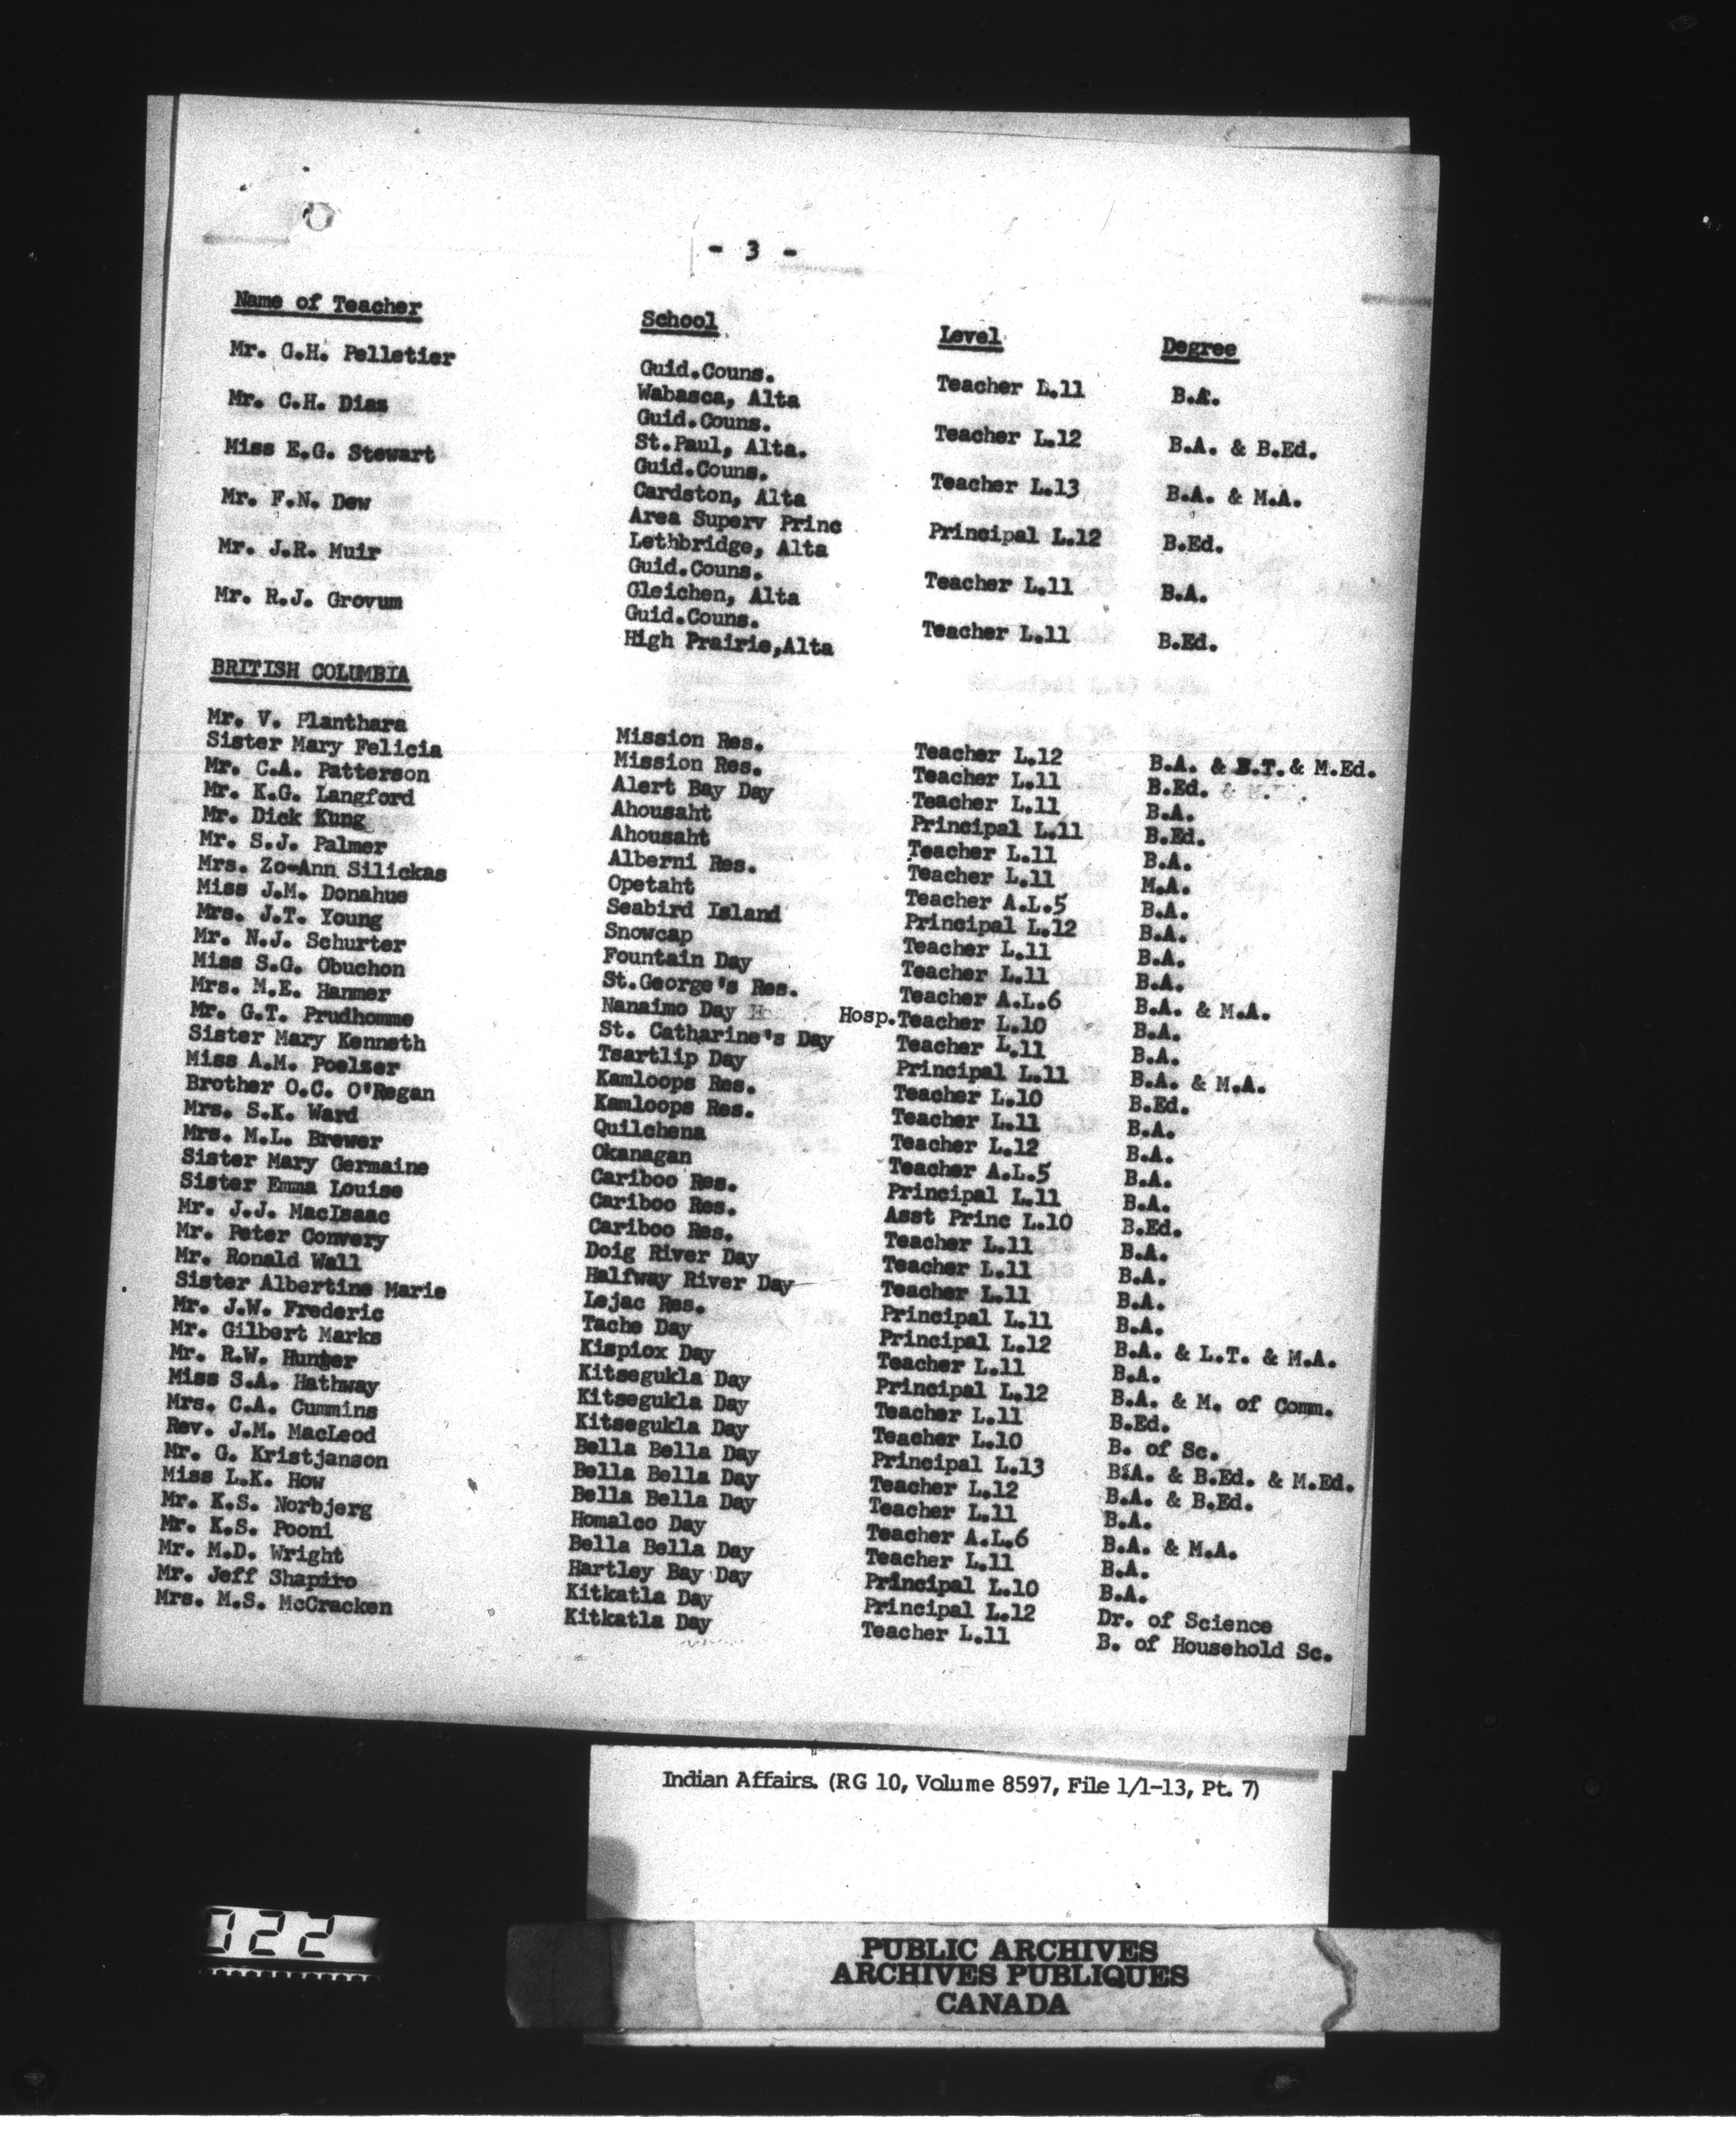 - 3 -
Name of Teacher School Level Degree
Mr. G.H. Pelletier Guid.Couns. Teacher L.11 B.A.
Wabasca, Alta
Mr. C.H. Dias Guid.Couns. Teacher L.12 B.A. & B.Ed.
St.Paul, Alta.
Miss E.G. Stewart Guid.Couns. Teacher L.13 B.A. & M.A.
Cardston, Alta
Mr. F.N. Dew Area Superv Princ Principal L.12 B.Ed.
Lethbridge, Alta
Mr. J.R. Muir Guid.Couns. Teacher L.11 B.A.
Gleichen, Alta
Mr. R.J. Grovum Guid.Couns. Teacher L.11 B.Ed.
High Prairie,Alta
BRITISH COLUMBIA
Mr. V. Planthara Mission Res. Teacher L.12 B.A. & B.T. & M.Ed.
Sister Mary Felicia Mission Res. Teacher L.11 B.Ed.
Mr. C.A. Patterson Alert Bay Day Teacher L.11 B.A.
Mr. K.G. Langford Ahousaht Principal L.11 B.Ed.
Mr. Dick Kung Ahousaht Teacher L.11 B.A.
Mr. S.J. Palmer Alberni Res. Teacher L.11 M.A.
Mrs. Zo-Ann Silickas Opetaht Teacher A.L.5 B.A.
Miss J.M. Donahue Seabird Island Principal L.12 B.A.
Mrs. J.T. Young Snowcap Teacher L.11 B.A.
Mr. N.J. Schurter Fountain Day Teacher L.11 B.A.
Miss S.G. Obuchon St.George's Res. Teacher A.L.6 B.A. & M.A.
Mrs. M.E. Hanmer Nanaimo Day Hosp. Teacher L.10 B.A.
Mr. G.T. Prudhomme St. Catharine's Day Teacher L.11 B.A.
Sister Mary Kenneth Tsartlip Day Principal L.11 B.A. & M.A.
Miss A.M. Poelzer Kamloops Res. Teacher L.10 B.Ed.
Brother O.C. O'Regan Kamloops Res. Teacher L.11 B.A.
Mrs. S.K. Ward Quilchena Teacher L.12 B.A.
Mrs. M.L. Brewer Okanagan Teacher A.L.5 B.A.
Sister Mary Germaine Cariboo Res. Principal L.11 B.A.
Sister Emma Louise Cariboo Res. Asst Princ L.10 B.Ed.
Mr. J.J. MacIsaac Cariboo Res. Teacher L.11 B.A.
Mr. Peter Convery Doig River Day Teacher L.11 B.A.
Mr. Ronald Wall Halfway River Day Teacher L.11 B.A.
Sister Albertine Marie Lejac Res. Principal L.11 B.A.
Mr. J.W. Frederic Tache Day Principal L.12 B.A. & L.T. & M.A.
Mr. Gilbert Marks Kispiox Day Teacher L.11 B.A.
Mr. R.W. Hunter Kitsegukla Day Principal L.12 B.A. & M. of Comm.
Miss S.A. Hathway Kitsegukla Day Teacher L.11 B.Ed.
Mrs. C.A. Cummins Kitsegukla Day Teacher L.10 B. of Sc.
Rev. J.M. MacLeod Bella Bella Day Principal L.13 B.A. & B.Ed. & M.Ed.
Mr. G. Kristjanson Bella Bella Day Teacher L.12 B.A. & B.Ed.
Miss L.K. How Bella Bella Day Teacher L.11 B.A.
Mr. K.S. Norbjerg Homalco Day Teacher A.L.6 B.A. & M.A.
Mr. K.S. Pooni Bella Bella Day Teacher L.11 B.A.
Mr. M.D. Wright Hartley Bay Day Principal L.10 B.A.
Mr. Jeff Shapiro Kitkatla Day Principal L.12 Dr. of Science
Mrs. M.S. McCracken Kitkatla Day Teacher L.11 B. of Household Sc.
Indian Affairs. (RG 10, Volume 8597, File 1/1-13, Pt. 7)
022
PUBLIC ARCHIVES
ARCHIVES PUBLIQUES
CANADA